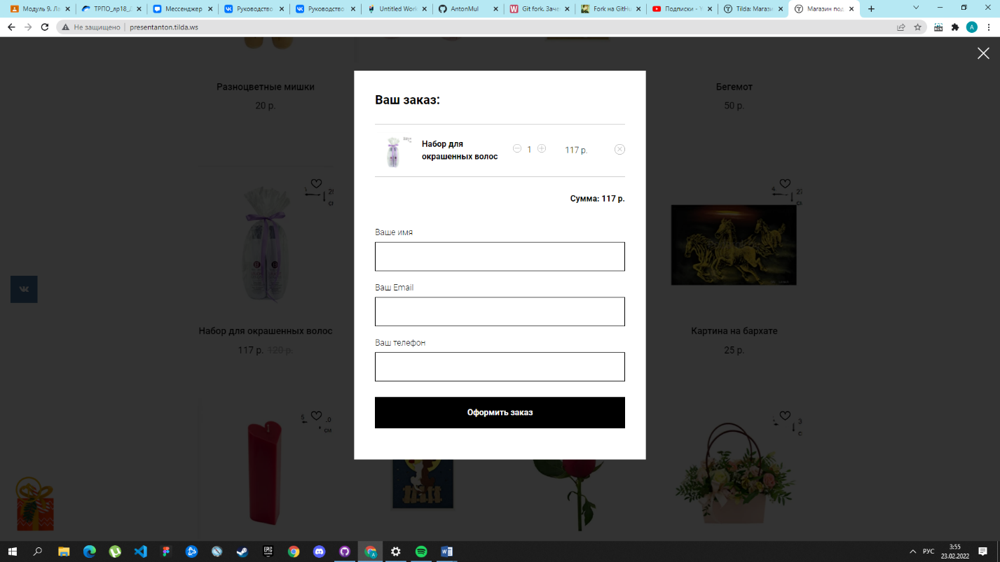 Модуль 9. Ла
ТРПО_лр18_
Мессенджер
Руководство
Руководство
Untitled Work
AntonMul
Git fork. Заче
Fork на GitHu
Подписки - Y
Tilda: Магази
Магазин под
Не защищено | presentanton.tilda.ws
Разноцветные мишки
20 р.
Бегемот
50 р.
Ваш заказ:
Набор для
окрашенных волос
1
117 р.
Сумма: 117 р.
Ваше имя
Ваш Email
Ваш телефон
Оформить заказ
Набор для окрашенных волос
117 р. 120 р.
Картина на бархате
25 р.
см
3:55
РУС
23.02.2022